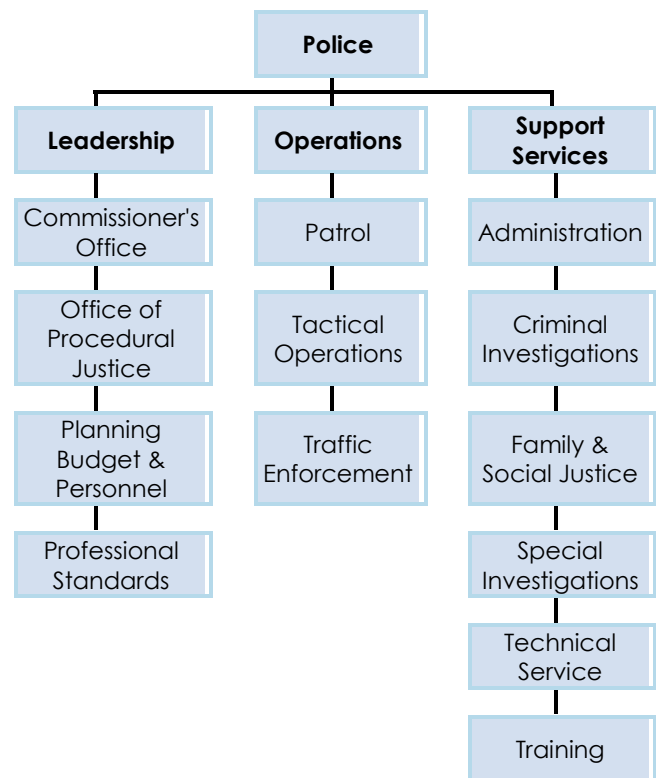 Police
Leadership
Commissioner's
Office
Office of
Procedural
Justice
Planning
Budget &
Personnel
Professional
Standards
Operations
Patrol
Tactical
Operations
Traffic
Enforcement
Support
Services
Administration
Criminal
Investigations
Family &
Social Justice
Special
Investigations
Technical
Service
Training